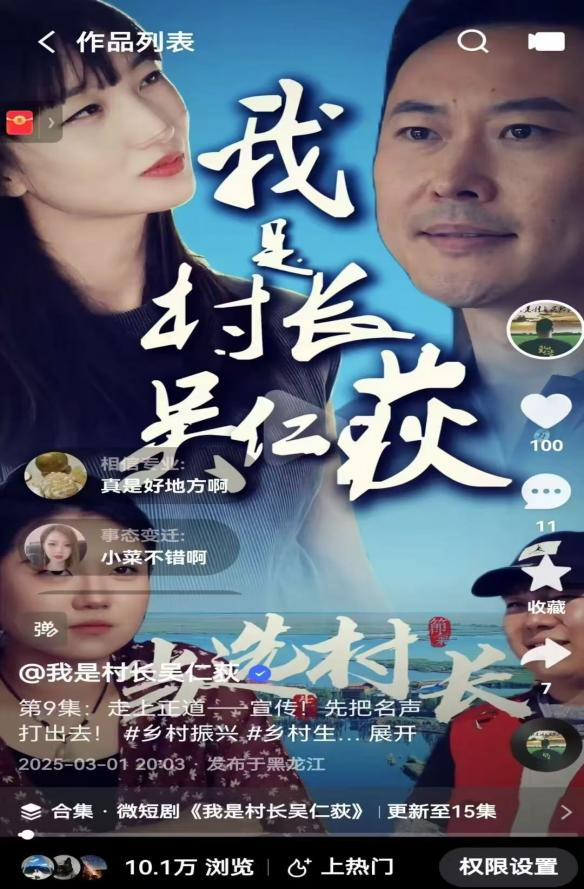 作品列表
我
是
村长
吴仁荻
100
相信专业:
真是好地方啊
11
事态变迁:
小菜不错啊
收藏
弹
当选村长
@我是村长吴仁荻
7
第9集：走上正道——宣传！先把名声
打出去！ #乡村振兴 #乡村生... 展开
2025-03-01 20:03 · 发布于黑龙江
合集 · 微短剧《我是村长吴仁荻》 | 更新至15集
10.1万 浏览
上热门
权限设置